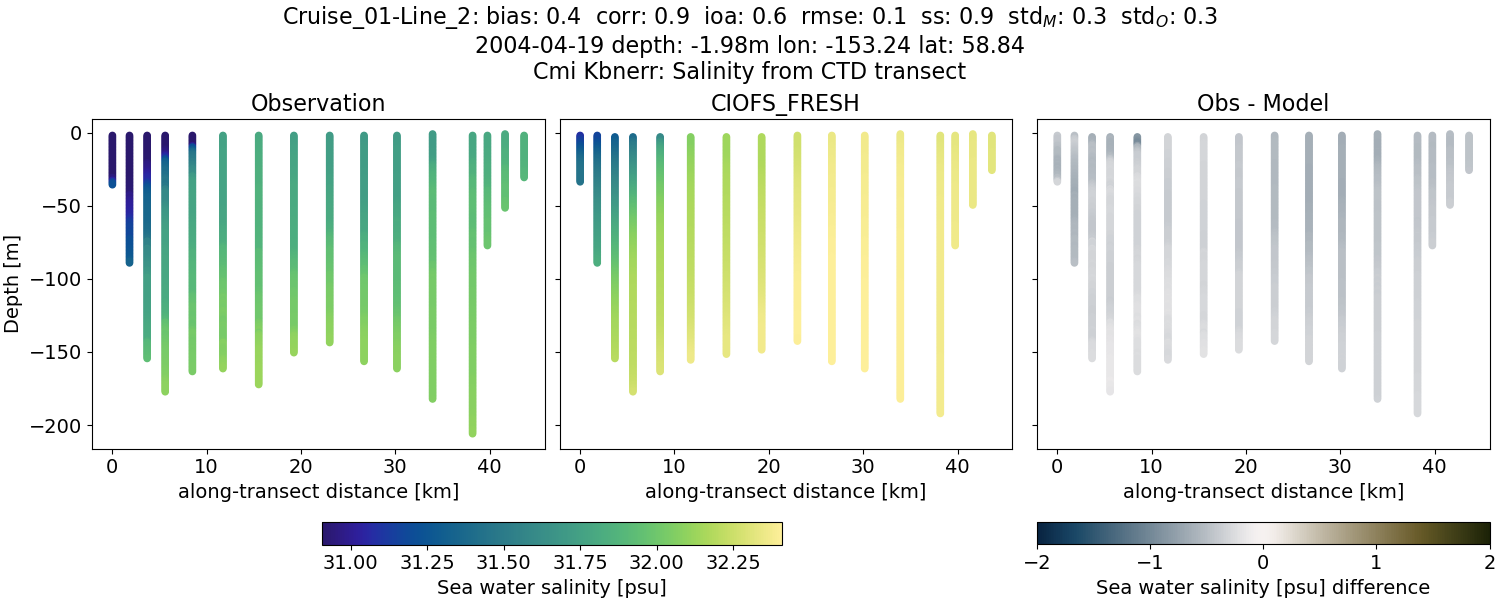 Cruise_01-Line_2: bias: 0.4 corr: 0.9 ioa: 0.6 rmse: 0.1 ss: 0.9 std_M: 0.3 std_O: 0.3
2004-04-19 depth: -1.98m lon: -153.24 lat: 58.84
Cmi Kbnerr: Salinity from CTD transect
Observation
CIOFS_FRESH
Obs - Model
Depth [m]
0
−50
−100
−150
−200
0 10 20 30 40
0 10 20 30 40
0 10 20 30 40
along-transect distance [km]
along-transect distance [km]
along-transect distance [km]
31.00 31.25 31.50 31.75 32.00 32.25
Sea water salinity [psu]
−2 −1 0 1 2
Sea water salinity [psu] difference